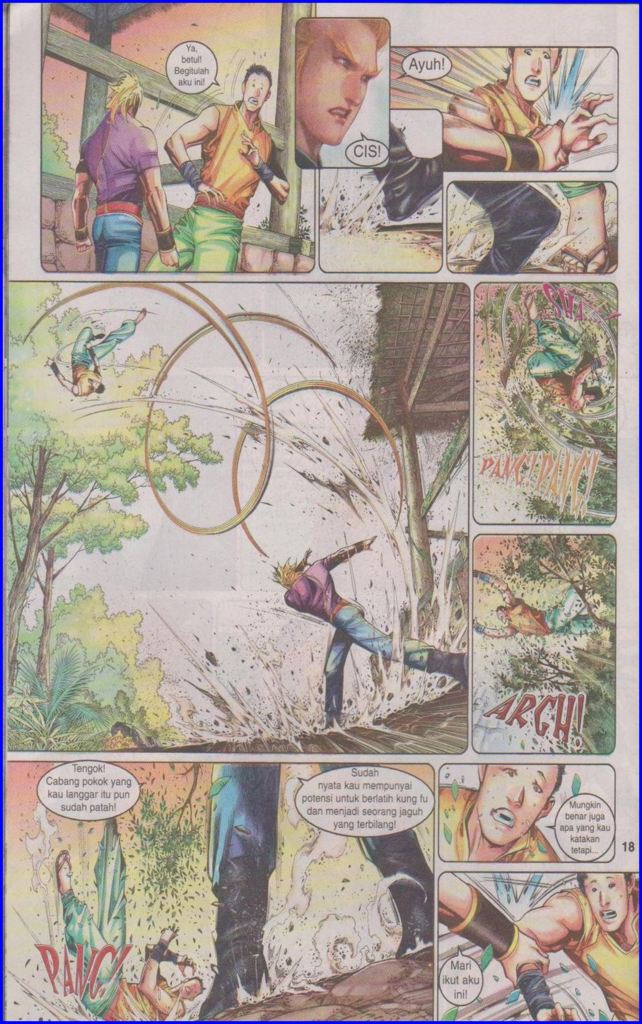 Ya,
betul!
Begitulah
aku ini!
CIS!
Ayuh!
PANG! PANG!
ARGH!
Tengok!
Cabang pokok yang
kau langgar itu pun
sudah patah!
Sudah
nyata kau mempunyai
potensi untuk berlatih kung fu
dan menjadi seorang jaguh
yang terbilang!
PANG!
Mungkin
benar juga
apa yang kau
katakan
tetapi...
18
Mari
ikut aku
ini!